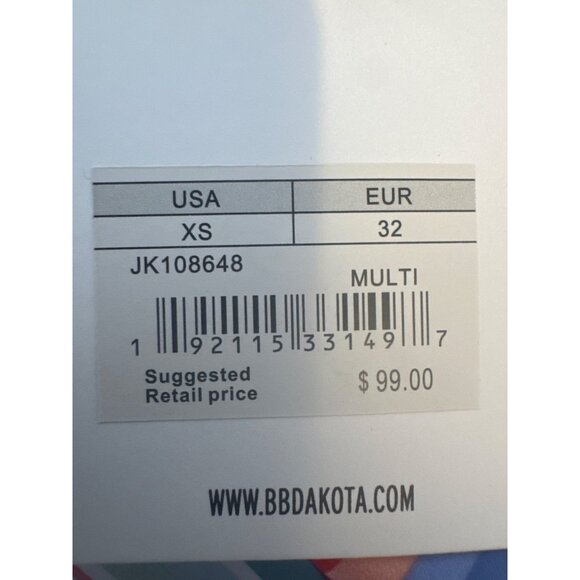 USA EUR
XS 32
JK108648
MULTI
1 92115 33149 7
Suggested
Retail price $ 99.00
WWW.BBDAKOTA.COM